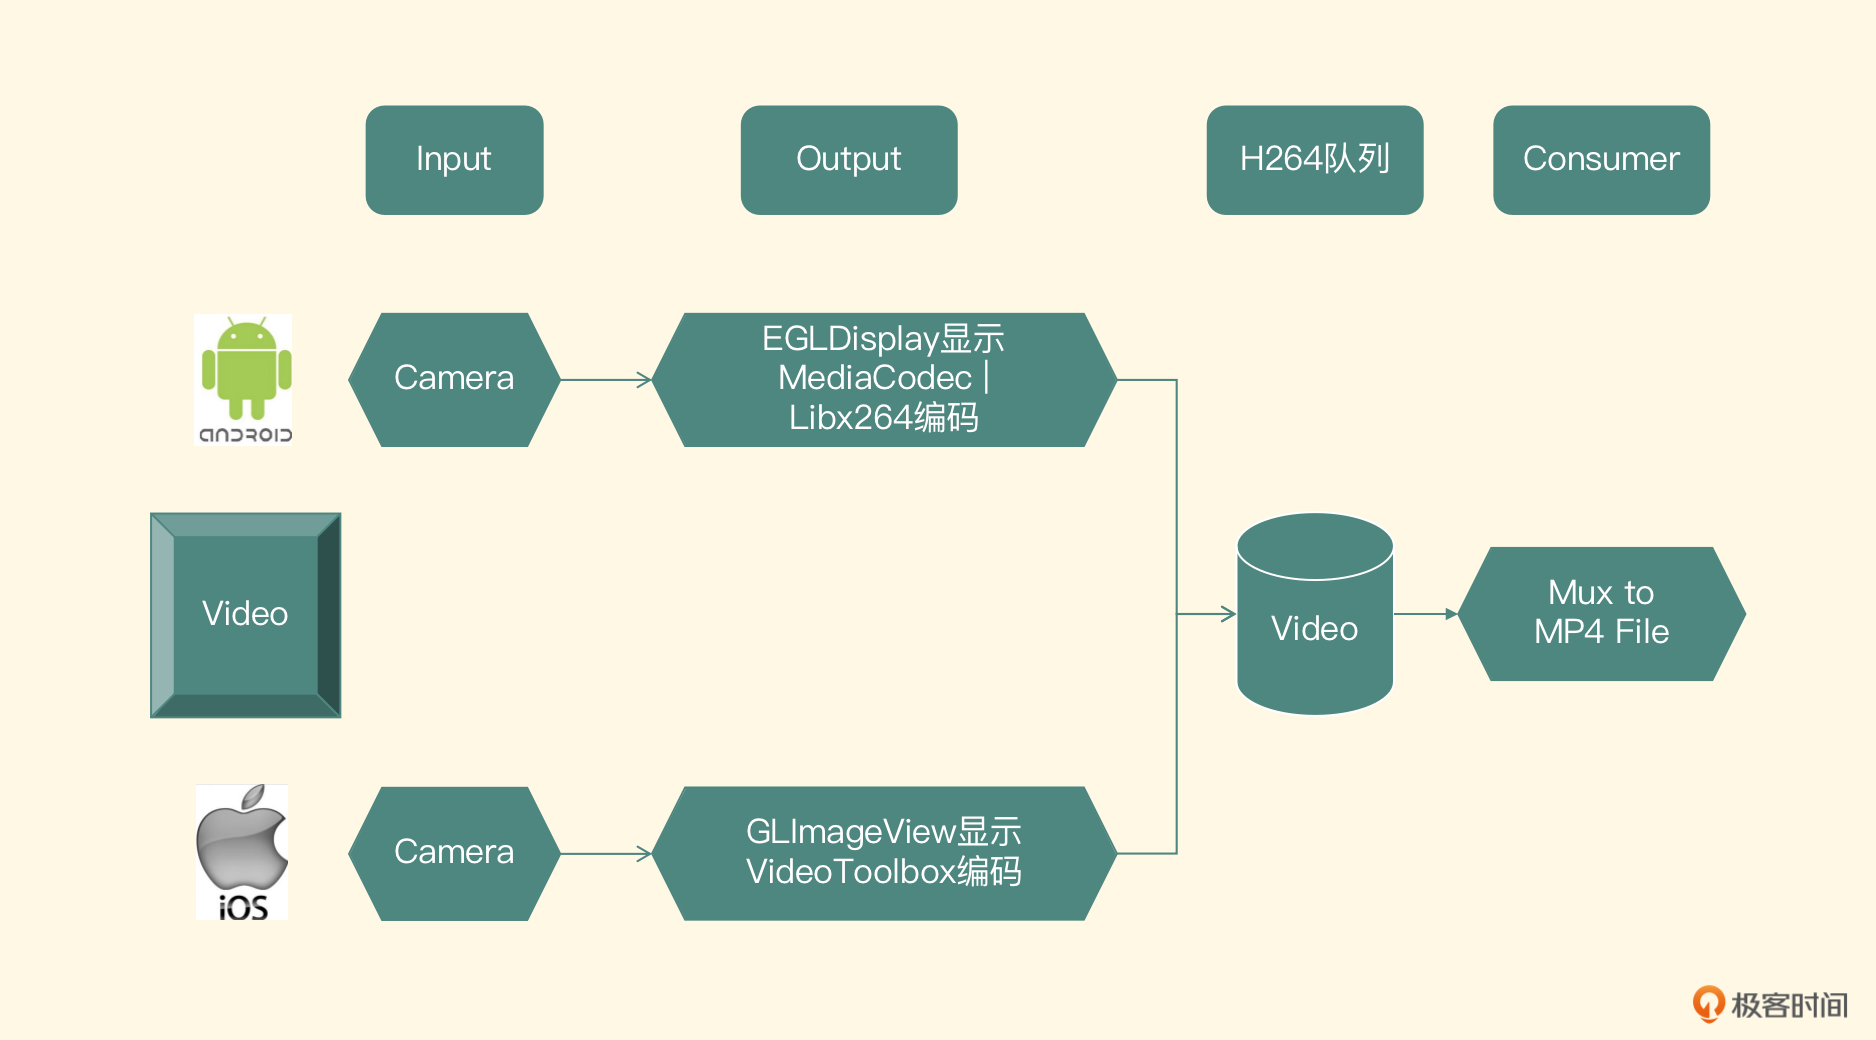 Input
Output
H264队列
Consumer
ANDROID
Camera
EGLDisplay显示
MediaCodec |
Libx264编码
Video
Video
Mux to
MP4 File
iOS
Camera
GLImageView显示
VideoToolbox编码
极客时间